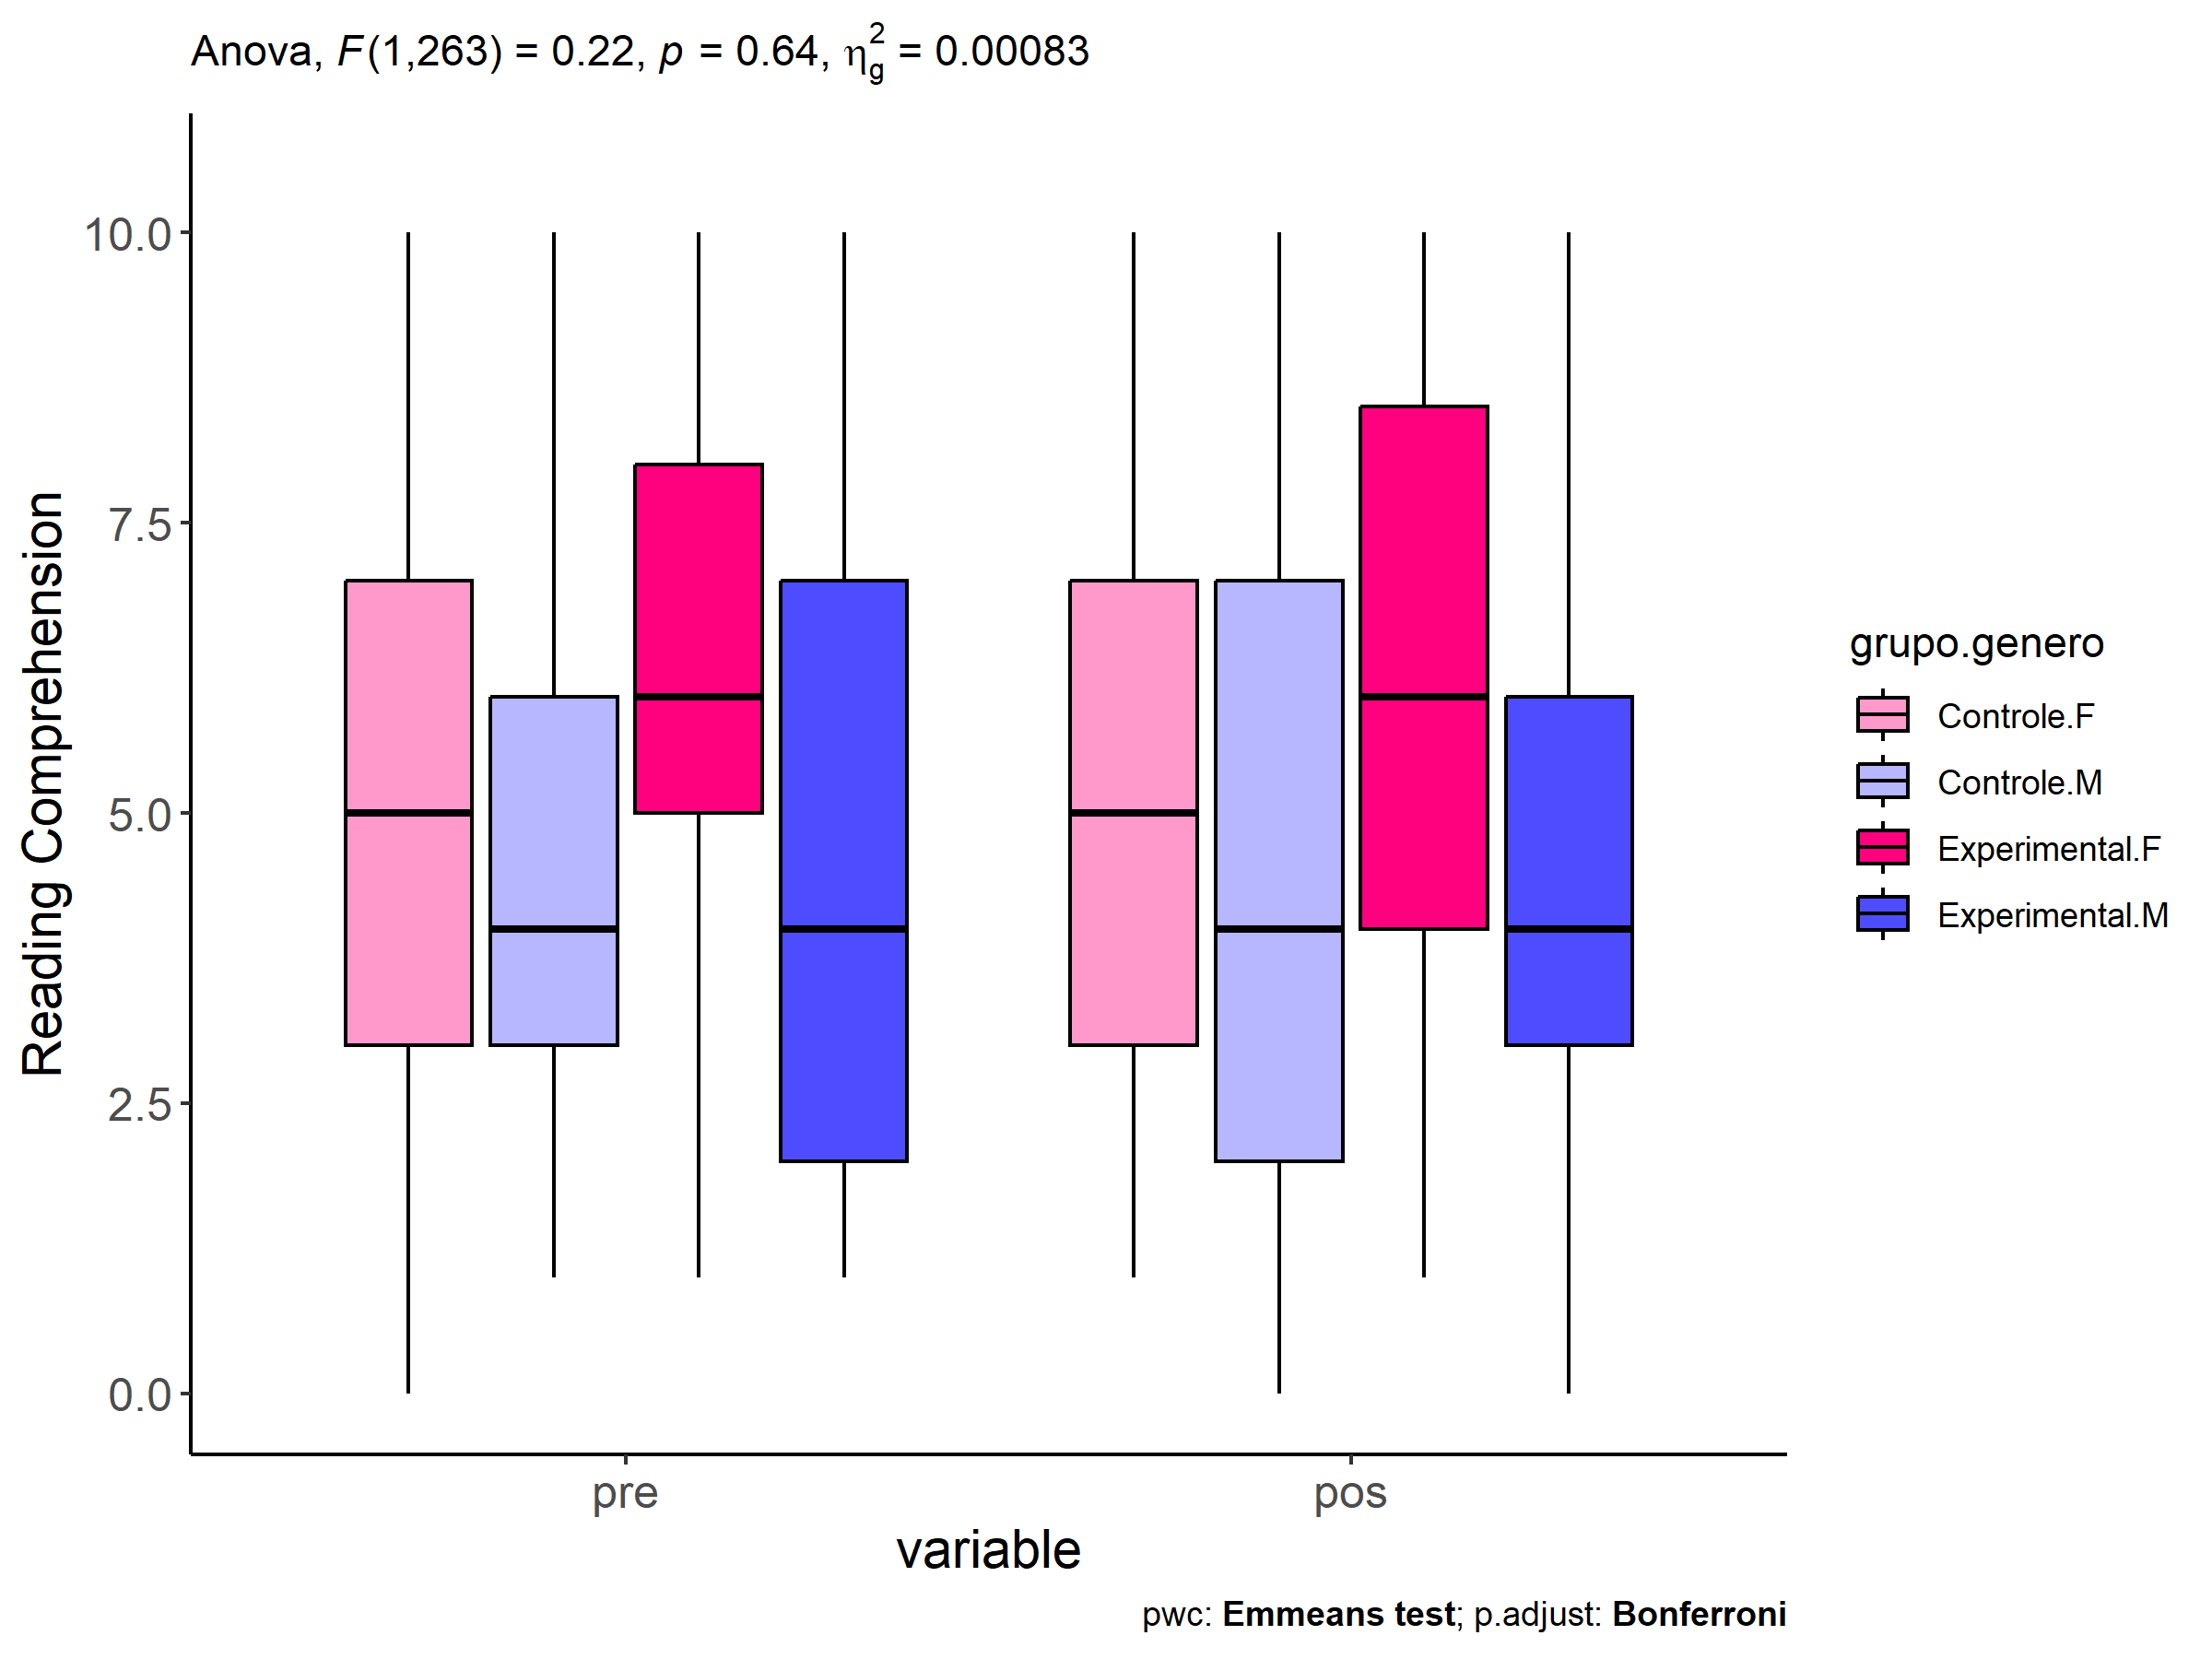 Anova, F(1,263) = 0.22, p = 0.64, η²g = 0.00083
Reading Comprehension
10.0
7.5
5.0
2.5
0.0
pre
pos
variable
grupo.genero
Controle.F
Controle.M
Experimental.F
Experimental.M
pwc: Emmeans test; p.adjust: Bonferroni